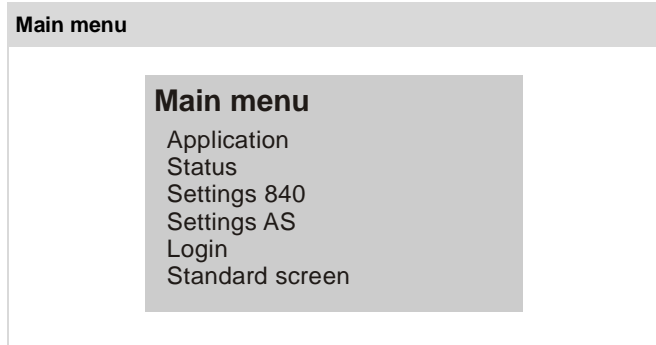 Main menu
Main menu
Application
Status
Settings 840
Settings AS
Login
Standard screen